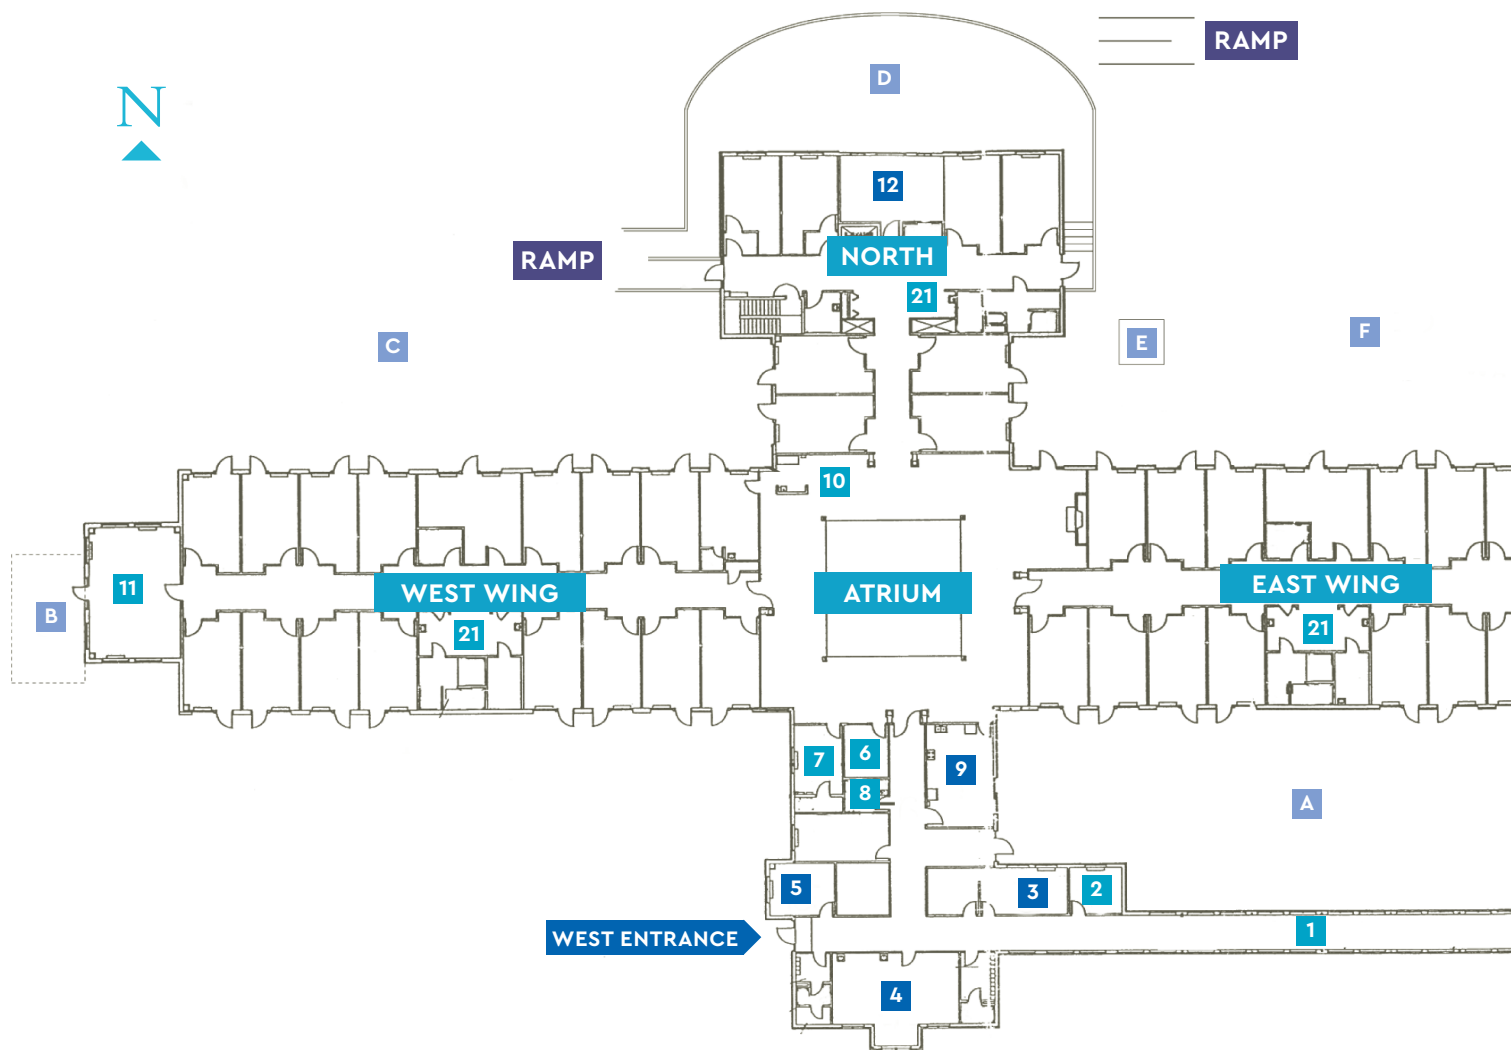 RAMP
D
N
12
NORTH
RAMP
21
C
E
F
10
11
WEST WING
ATRIUM
EAST WING
B
21
21
7
6
9
8
A
5
3
2
WEST ENTRANCE
1
4